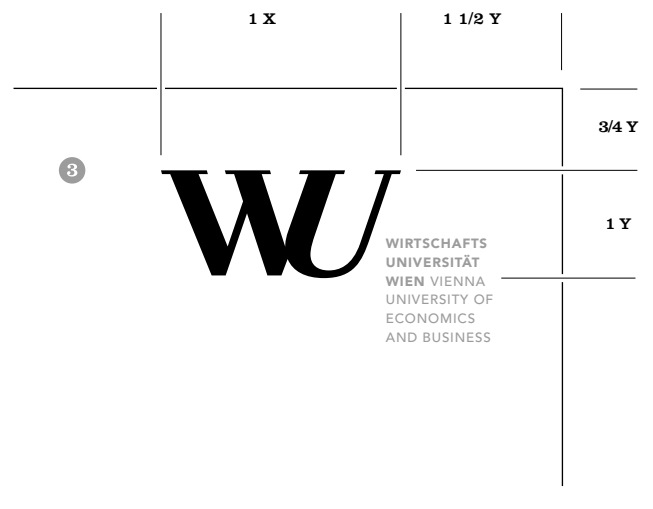 1 X
1 1/2 Y
3/4 Y
3
WU
1 Y
WIRTSCHAFTS
UNIVERSITÄT
WIEN VIENNA
UNIVERSITY OF
ECONOMICS
AND BUSINESS